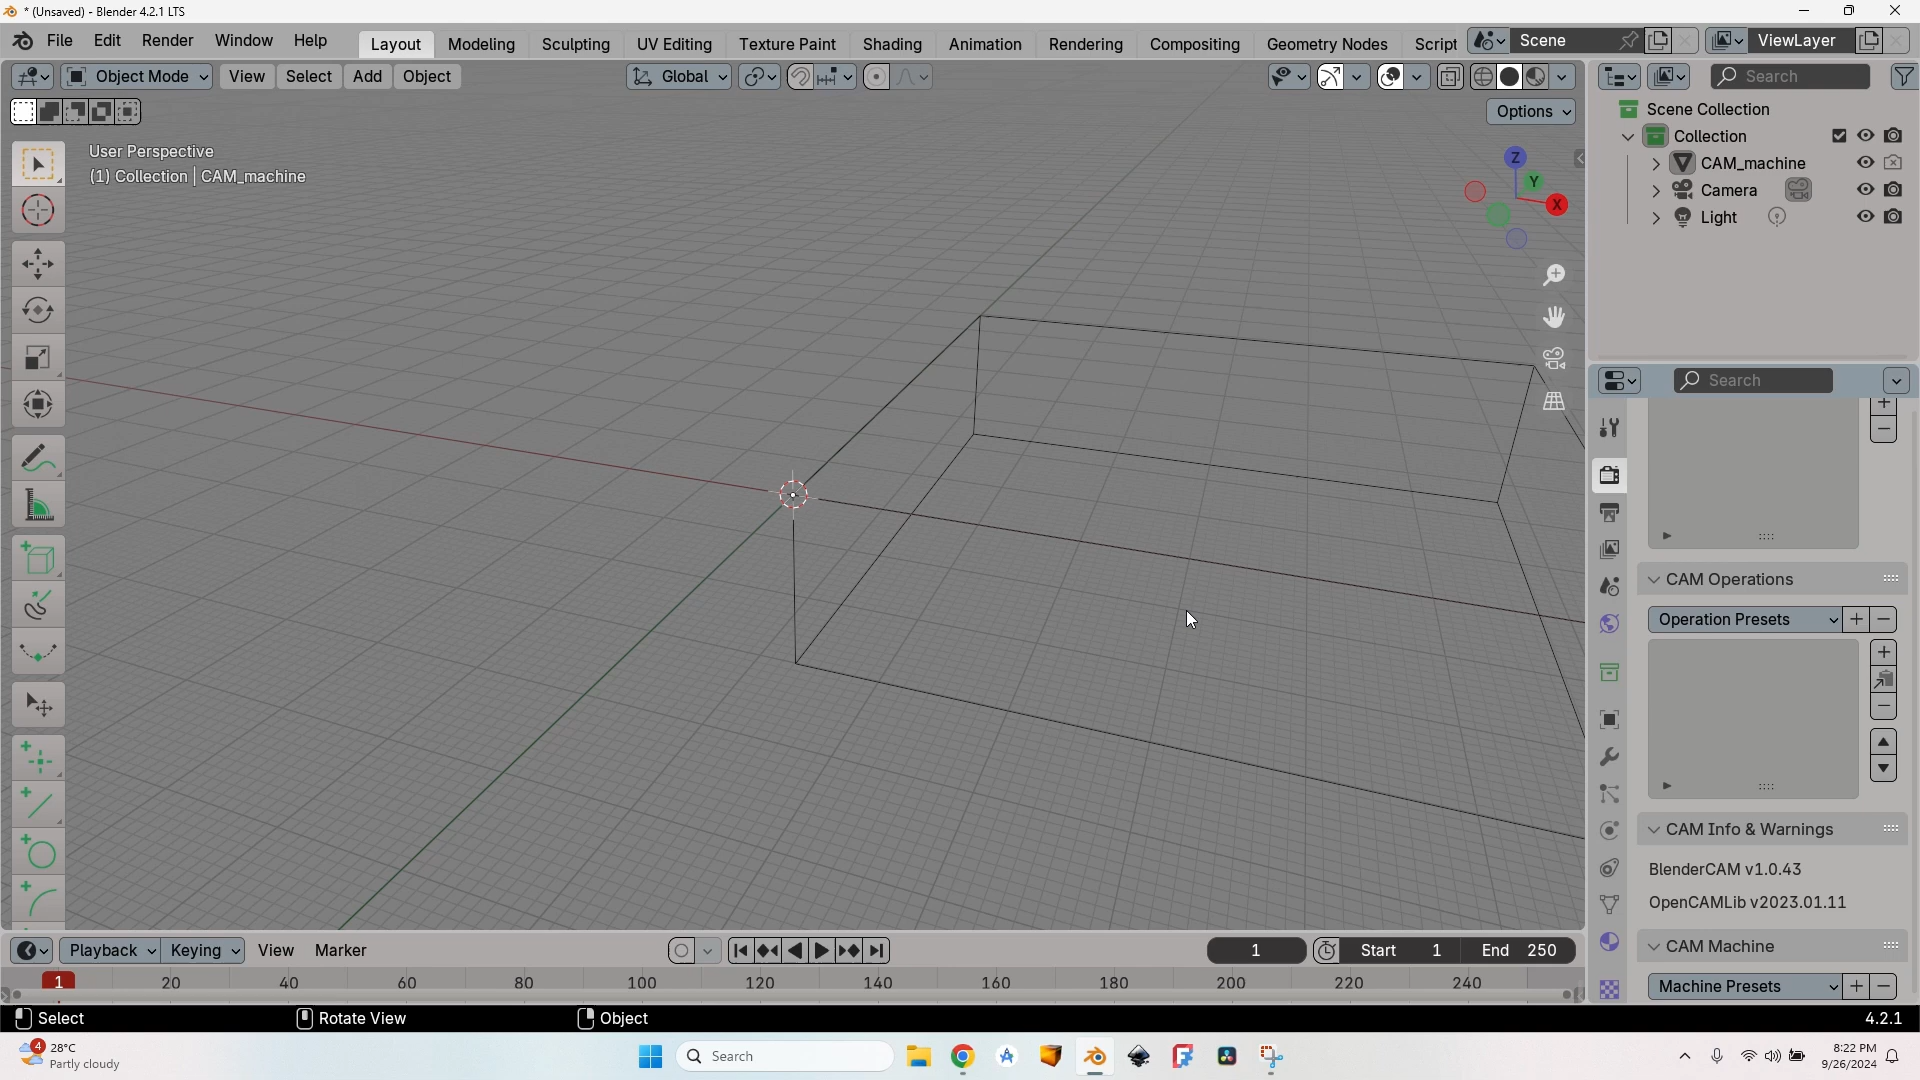 * (Unsaved) - Blender 4.2.1 LTS
File Edit Render Window Help Layout Modeling Sculpting UV Editing Texture Paint Shading Animation Rendering Compositing Geometry Nodes Script Scene ViewLayer
Object Mode View Select Add Object Global Search
Options
User Perspective
(1) Collection | CAM_machine
Z
Y
X
Scene Collection
Collection
CAM_machine
Camera
Light
Search
CAM Operations
Operation Presets
CAM Info & Warnings
BlenderCAM v1.0.43
OpenCAMLib v2023.01.11
CAM Machine
Machine Presets
Playback Keying View Marker 1 Start 1 End 250
1 20 40 60 80 100 120 140 160 180 200 220 240
Select Rotate View Object 4.2.1
4 28°C
Partly cloudy
Search
8:22 PM
9/26/2024